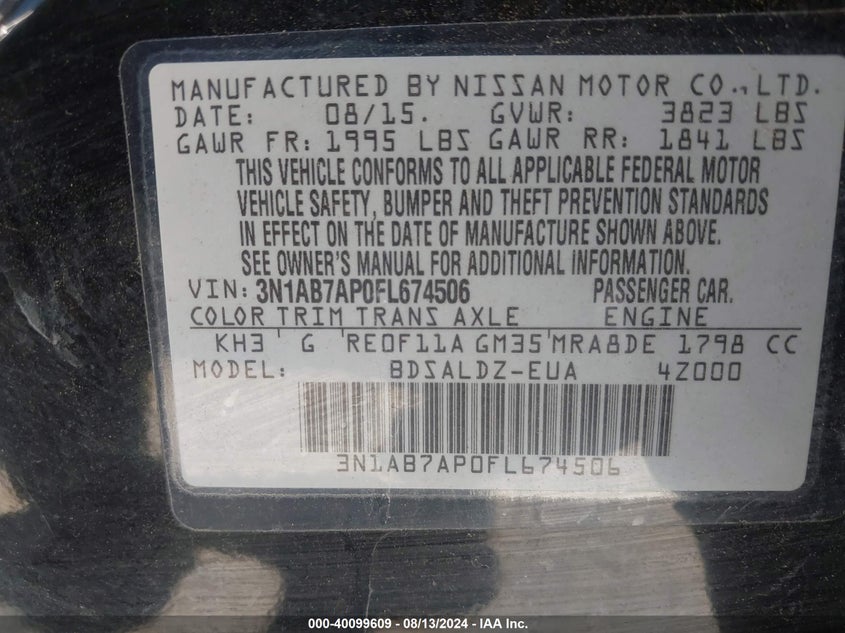 MANUFACTURED BY NISSAN MOTOR CO., LTD.
DATE: 08/15. GVWR: 3823 LBS
GAWR FR: 1995 LBS GAWR RR: 1841 LBS
THIS VEHICLE CONFORMS TO ALL APPLICABLE FEDERAL MOTOR
VEHICLE SAFETY, BUMPER AND THEFT PREVENTION STANDARDS
IN EFFECT ON THE DATE OF MANUFACTURE SHOWN ABOVE.
SEE OWNER'S MANUAL FOR ADDITIONAL INFORMATION.
VIN: 3N1AB7AP0FL674506 PASSENGER CAR.
COLOR TRIM TRANS AXLE ENGINE
KH3 G RE0F11A GM35 MRA8DE 1798 CC
MODEL: BDSALDZ-EUA 4Z000
3N1AB7AP0FL674506
000-40099609 - 08/13/2024 - IAA Inc.